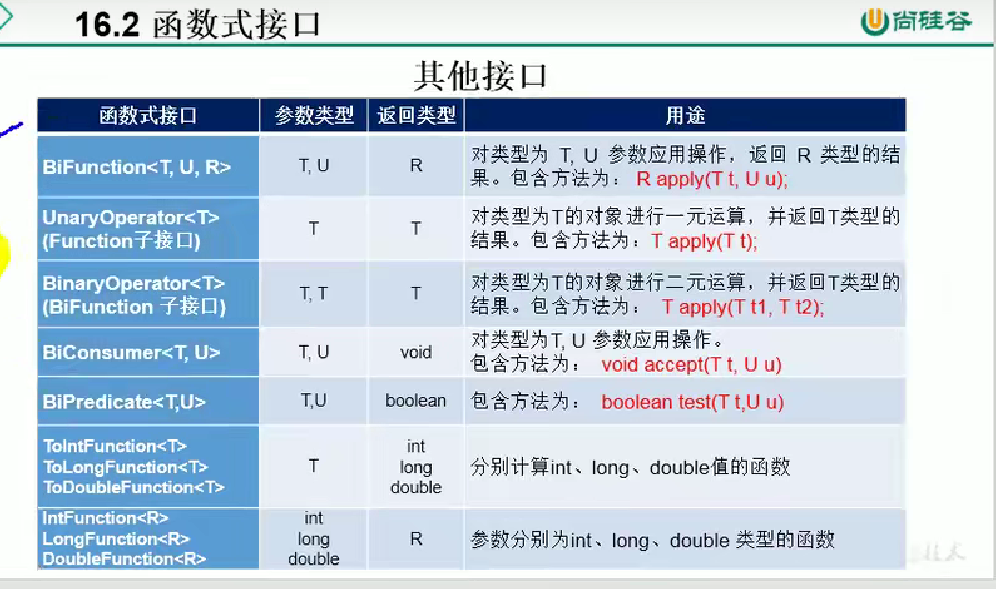 16.2 函数式接口
尚硅谷
其他接口
函数式接口 参数类型 返回类型 用途
BiFunction<T, U, R> T, U R 对类型为 T, U 参数应用操作，返回 R 类型的结
果。包含方法为： R apply(T t, U u);
UnaryOperator<T>
(Function子接口) T T 对类型为T的对象进行一元运算，并返回T类型的
结果。包含方法为：T apply(T t);
BinaryOperator<T>
(BiFunction 子接口) T, T T 对类型为T的对象进行二元运算，并返回T类型的
结果。包含方法为： T apply(T t1, T t2);
BiConsumer<T, U> T, U void 对类型为T, U 参数应用操作。
包含方法为： void accept(T t, U u)
BiPredicate<T,U> T,U boolean 包含方法为： boolean test(T t,U u)
ToIntFunction<T>
ToLongFunction<T>
ToDoubleFunction<T>
T
int
long
double
分别计算int、long、double值的函数
IntFunction<R>
LongFunction<R>
DoubleFunction<R>
int
long
double
R
参数分别为int、long、double 类型的函数